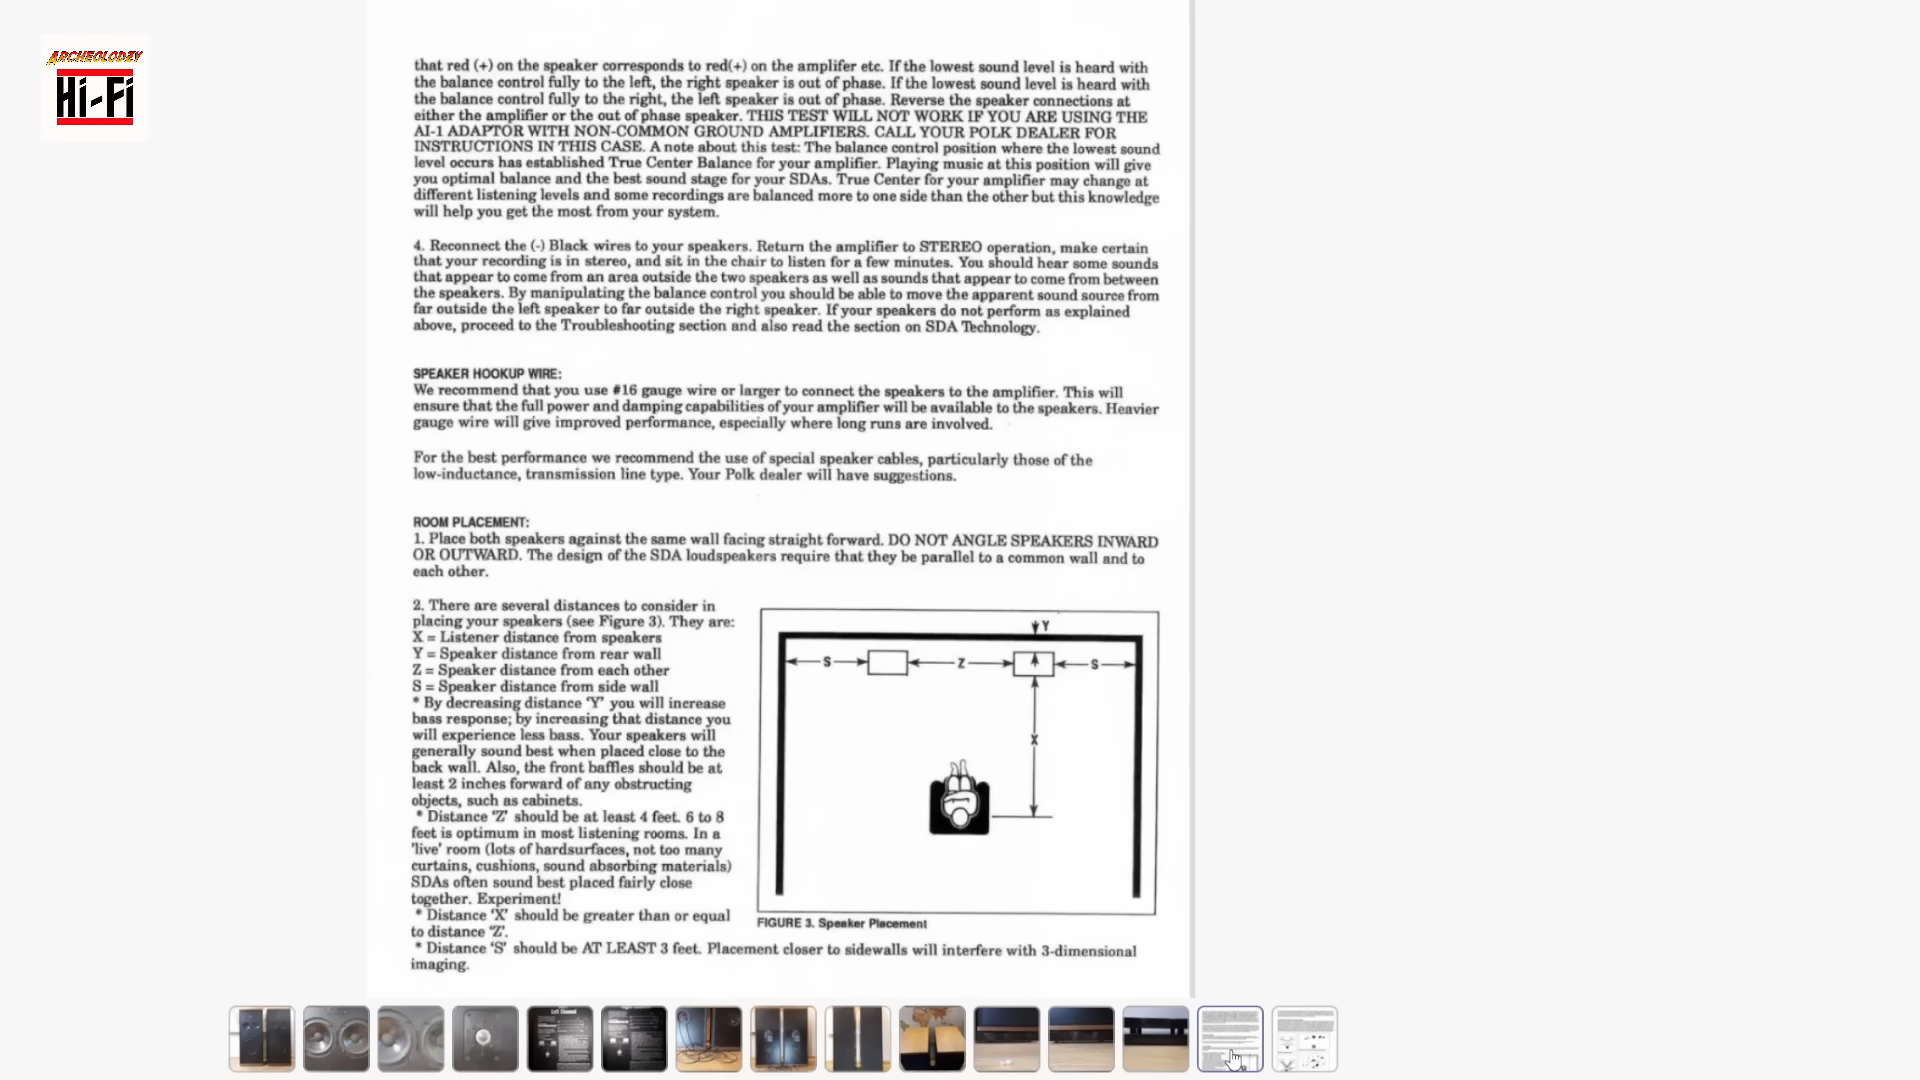 ARCHEOLODZY
Hi-Fi
that red (+) on the speaker corresponds to red(+) on the amplifer etc. If the lowest sound level is heard with
the balance control fully to the left, the right speaker is out of phase. If the lowest sound level is heard with
the balance control fully to the right, the left speaker is out of phase. Reverse the speaker connections at
either the amplifier or the out of phase speaker. THIS TEST WILL NOT WORK IF YOU ARE USING THE
AI-1 ADAPTOR WITH NON-COMMON GROUND AMPLIFIERS. CALL YOUR POLK DEALER FOR
INSTRUCTIONS IN THIS CASE. A note about this test: The balance control position where the lowest sound
level occurs has established True Center Balance for your amplifier. Playing music at this position will give
you optimal balance and the best sound stage for your SDAs. True Center for your amplifier may change at
different listening levels and some recordings are balanced more to one side than the other but this knowledge
will help you get the most from your system.
4. Reconnect the (-) Black wires to your speakers. Return the amplifier to STEREO operation, make certain
that your recording is in stereo, and sit in the chair to listen for a few minutes. You should hear some sounds
that appear to come from an area outside the two speakers as well as sounds that appear to come from between
the speakers. By manipulating the balance control you should be able to move the apparent sound source from
far outside the left speaker to far outside the right speaker. If your speakers do not perform as explained
above, proceed to the Troubleshooting section and also read the section on SDA Technology.
SPEAKER HOOKUP WIRE:
We recommend that you use #16 gauge wire or larger to connect the speakers to the amplifier. This will
ensure that the full power and damping capabilities of your amplifier will be available to the speakers. Heavier
gauge wire will give improved performance, especially where long runs are involved.
For the best performance we recommend the use of special speaker cables, particularly those of the
low-inductance, transmission line type. Your Polk dealer will have suggestions.
ROOM PLACEMENT:
1. Place both speakers against the same wall facing straight forward. DO NOT ANGLE SPEAKERS INWARD
OR OUTWARD. The design of the SDA loudspeakers require that they be parallel to a common wall and to
each other.
2. There are several distances to consider in
placing your speakers (see Figure 3). They are:
X = Listener distance from speakers
Y = Speaker distance from rear wall
Z = Speaker distance from each other
S = Speaker distance from side wall
* By decreasing distance 'Y' you will increase
bass response; by increasing that distance you
will experience less bass. Your speakers will
generally sound best when placed close to the
back wall. Also, the front baffles should be at
least 2 inches forward of any obstructing
objects, such as cabinets.
* Distance 'Z' should be at least 4 feet. 6 to 8
feet is optimum in most listening rooms. In a
'live' room (lots of hardsurfaces, not too many
curtains, cushions, sound absorbing materials)
SDAs often sound best placed fairly close
together. Experiment!
* Distance 'X' should be greater than or equal
to distance 'Z'.
* Distance 'S' should be AT LEAST 3 feet. Placement closer to sidewalls will interfere with 3-dimensional
imaging.
Y
S
Z
S
X
FIGURE 3. Speaker Placement
Left Channel